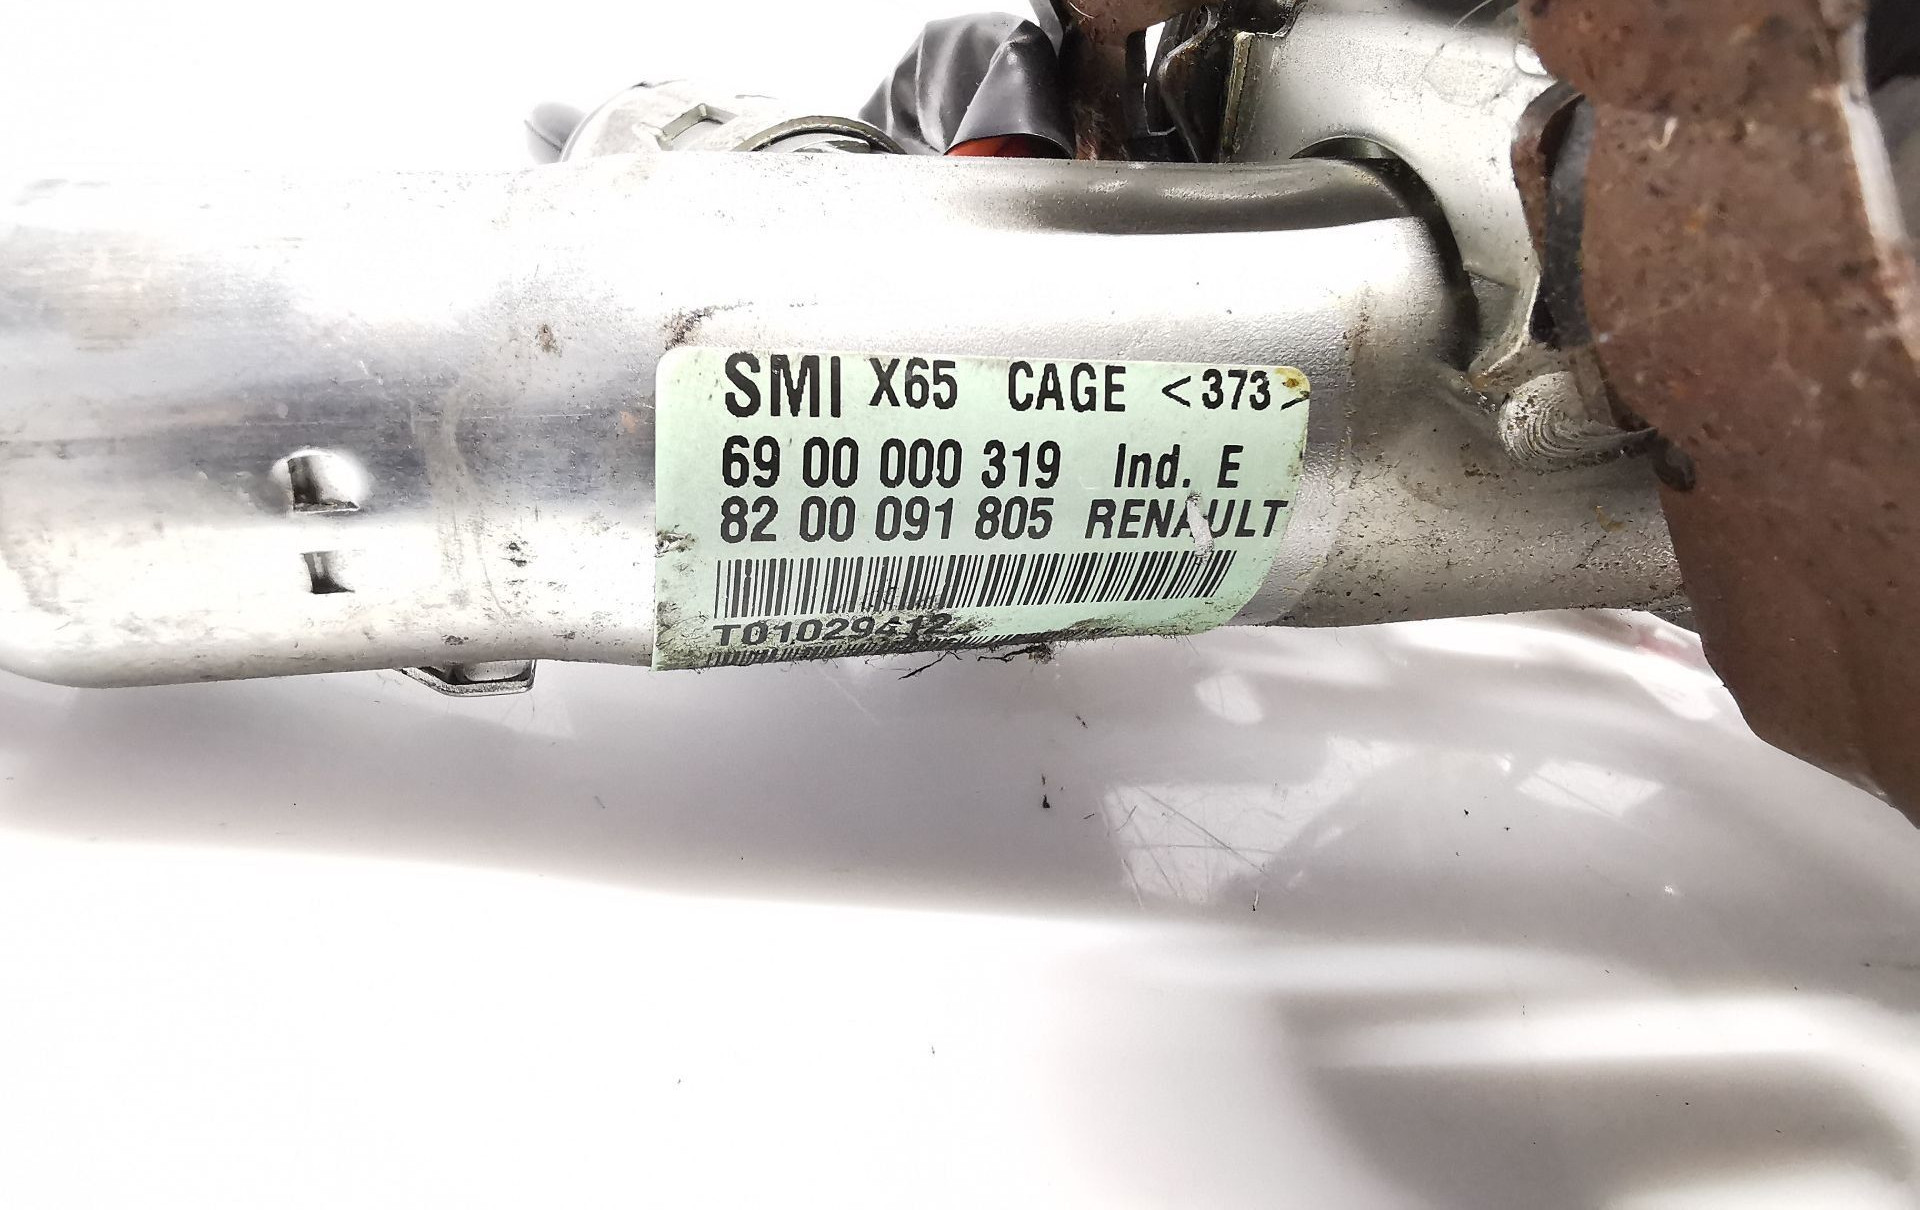 SMI X65 CAGE <373>
69 00 000 319 Ind. E
82 00 091 805 RENAULT
T01029412